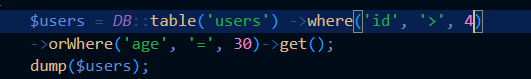 $users = DB::table('users') ->where('id', '>', 4)
->orWhere('age', '=', 30)->get();
dump($users);